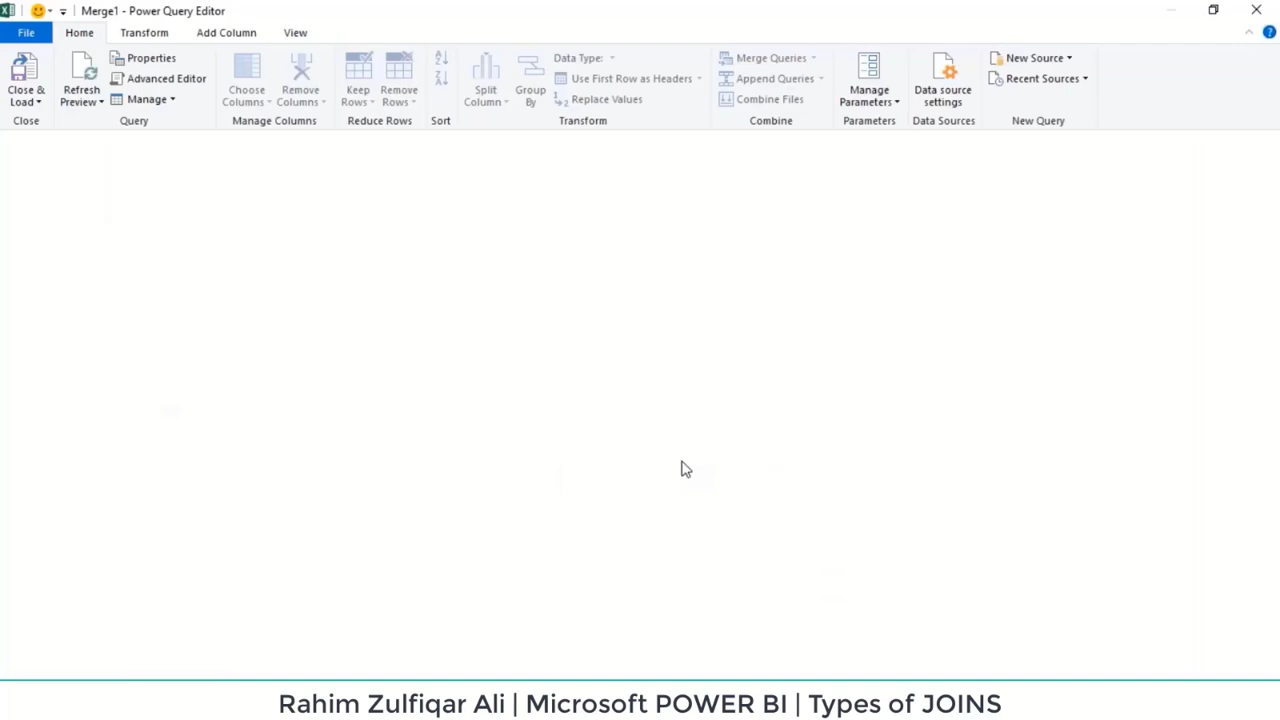 Merge1 - Power Query Editor
File Home Transform Add Column View
Close & Load
Refresh Preview
Properties
Advanced Editor
Manage
Choose Columns
Remove Columns
Keep Rows
Remove Rows
Split Column
Group By
Data Type:
Use First Row as Headers
Replace Values
Merge Queries
Append Queries
Combine Files
Manage Parameters
Data source settings
New Source
Recent Sources
Close Query Manage Columns Reduce Rows Sort Transform Combine Parameters Data Sources New Query
Rahim Zulfiqar Ali | Microsoft POWER BI | Types of JOINS